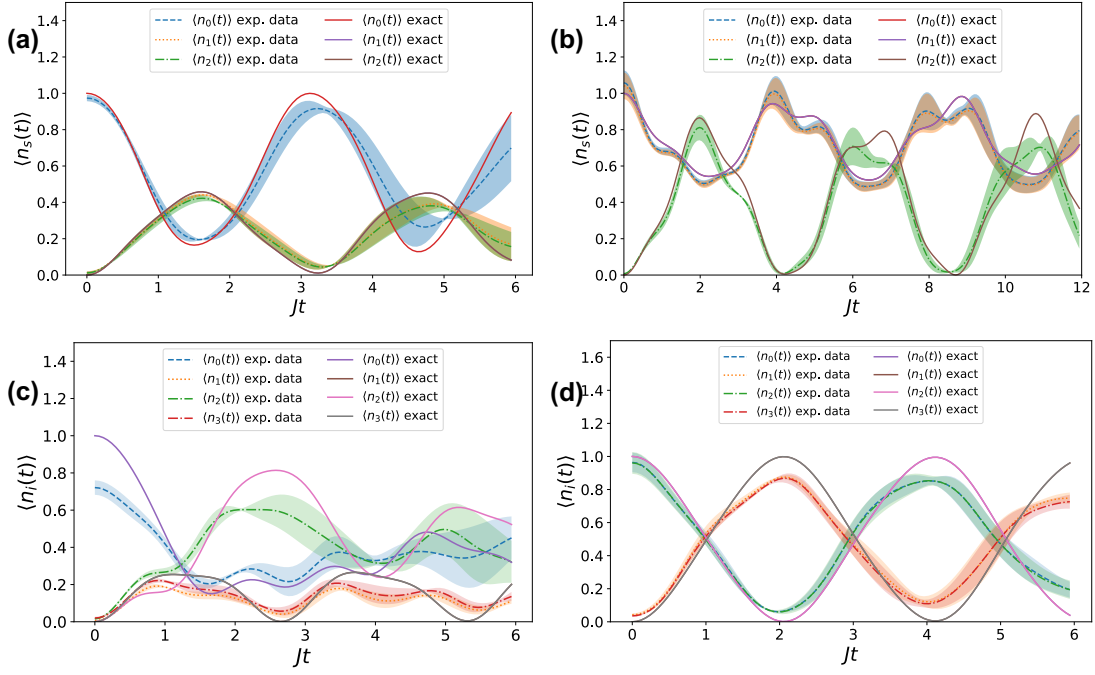 (a)
1.4
1.2
1.0
0.8
0.6
0.4
0.2
0.0
⟨nₛ(t)⟩
⟨n₀(t)⟩ exp. data
⟨n₁(t)⟩ exp. data
⟨n₂(t)⟩ exp. data
⟨n₀(t)⟩ exact
⟨n₁(t)⟩ exact
⟨n₂(t)⟩ exact
0 1 2 3 4 5 6
Jt
(b)
1.4
1.2
1.0
0.8
0.6
0.4
0.2
0.0
⟨nₛ(t)⟩
⟨n₀(t)⟩ exp. data
⟨n₁(t)⟩ exp. data
⟨n₂(t)⟩ exp. data
⟨n₀(t)⟩ exact
⟨n₁(t)⟩ exact
⟨n₂(t)⟩ exact
0 2 4 6 8 10 12
Jt
(c)
1.4
1.2
1.0
0.8
0.6
0.4
0.2
0.0
⟨nᵢ(t)⟩
⟨n₀(t)⟩ exp. data
⟨n₁(t)⟩ exp. data
⟨n₂(t)⟩ exp. data
⟨n₃(t)⟩ exp. data
⟨n₀(t)⟩ exact
⟨n₁(t)⟩ exact
⟨n₂(t)⟩ exact
⟨n₃(t)⟩ exact
0 1 2 3 4 5 6
Jt
(d)
1.6
1.4
1.2
1.0
0.8
0.6
0.4
0.2
0.0
⟨nᵢ(t)⟩
⟨n₀(t)⟩ exp. data
⟨n₁(t)⟩ exp. data
⟨n₂(t)⟩ exp. data
⟨n₃(t)⟩ exp. data
⟨n₀(t)⟩ exact
⟨n₁(t)⟩ exact
⟨n₂(t)⟩ exact
⟨n₃(t)⟩ exact
0 1 2 3 4 5 6
Jt